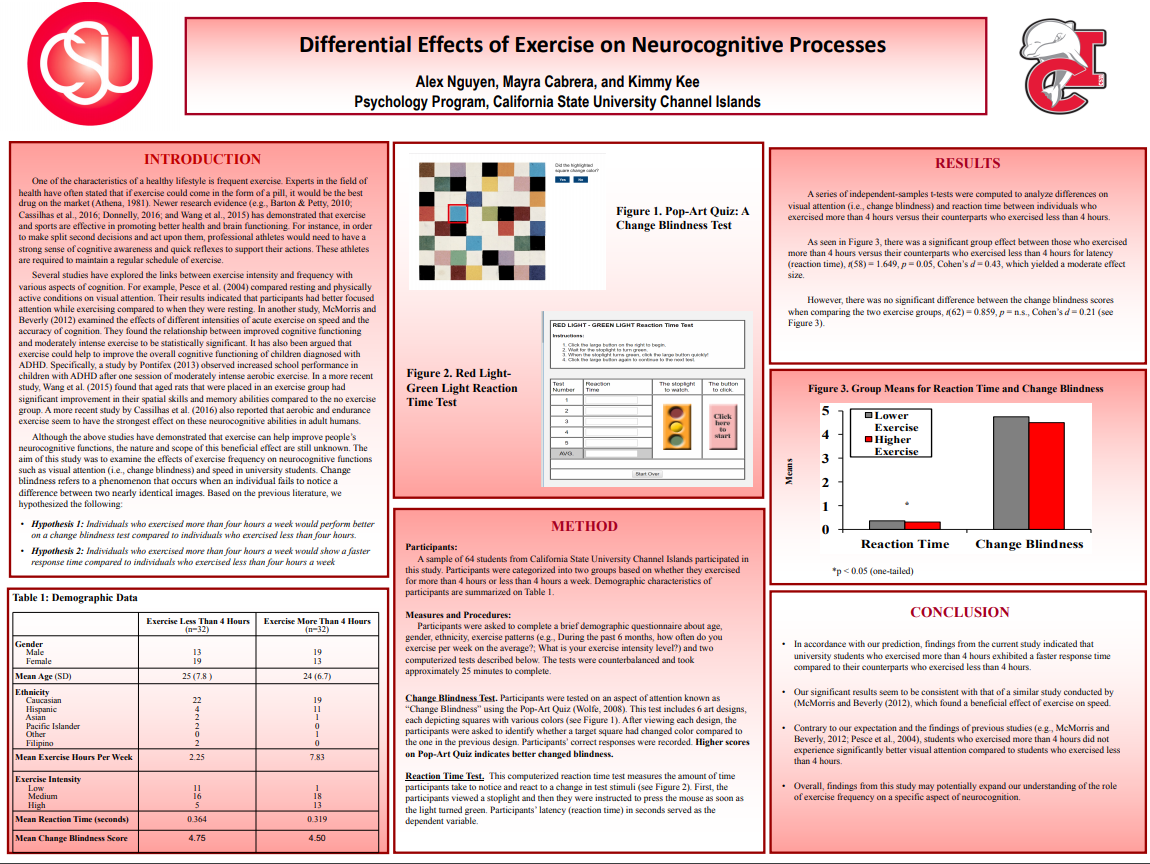 CSU
Differential Effects of Exercise on Neurocognitive Processes
Alex Nguyen, Mayra Cabrera, and Kimmy Kee
Psychology Program, California State University Channel Islands
INTRODUCTION
One of the characteristics of a healthy lifestyle is frequent exercise. Experts in the field of
health have often stated that if exercise could come in the form of a pill, it would be the best
drug on the market (Athena, 1981). Newer research evidence (e.g., Barton & Petty, 2010;
Cassilhas et al., 2016; Donnelly, 2016; and Wang et al., 2015) has demonstrated that exercise
and sports are effective in promoting better health and brain functioning. For instance, in order
to make split second decisions and act upon them, professional athletes would need to have a
strong sense of cognitive awareness and quick reflexes to support their actions. These athletes
are required to maintain a regular schedule of exercise.
Several studies have explored the links between exercise intensity and frequency with
various aspects of cognition. For example, Pesce et al. (2004) compared resting and physically
active conditions on visual attention. Their results indicated that participants had better focused
attention while exercising compared to when they were resting. In another study, McMorris and
Beverly (2012) examined the effects of different intensities of acute exercise on speed and the
accuracy of cognition. They found the relationship between improved cognitive functioning
and moderately intense exercise to be statistically significant. It has also been argued that
exercise could help to improve the overall cognitive functioning of children diagnosed with
ADHD. Specifically, a study by Pontifex (2013) observed increased school performance in
children with ADHD after one session of moderately intense aerobic exercise. In a more recent
study, Wang et al. (2015) found that aged rats that were placed in an exercise group had
significant improvement in their spatial skills and memory abilities compared to the no exercise
group. A more recent study by Cassilhas et al. (2016) also reported that aerobic and endurance
exercise seem to have the strongest effect on these neurocognitive abilities in adult humans.
Although the above studies have demonstrated that exercise can help improve people's
neurocognitive functions, the nature and scope of this beneficial effect are still unknown. The
aim of this study was to examine the effects of exercise frequency on neurocognitive functions
such as visual attention (i.e., change blindness) and speed in university students. Change
blindness refers to a phenomenon that occurs when an individual fails to notice a
difference between two nearly identical images. Based on the previous literature, we
hypothesized the following:
• Hypothesis 1: Individuals who exercised more than four hours a week would perform better
on a change blindness test compared to individuals who exercised less than four hours.
• Hypothesis 2: Individuals who exercised more than four hours a week would show a faster
response time compared to individuals who exercised less than four hours a week
Table 1: Demographic Data
Exercise Less Than 4 Hours Exercise More Than 4 Hours
(n=32) (n=32)
Gender
Male 13 19
Female 19 13
Mean Age (SD) 25 (7.8 ) 24 (6.7)
Ethnicity
Caucasian 22 19
Hispanic 4 11
Asian 2 1
Pacific Islander 2 0
Other 0 1
Filipino 2 0
Mean Exercise Hours Per Week 2.25 7.83
Exercise Intensity
Low 11 1
Medium 16 18
High 5 13
Mean Reaction Time (seconds) 0.364 0.319
Mean Change Blindness Score 4.75 4.50
Did the highlighted
square change color?
Yes No
Figure 1. Pop-Art Quiz: A
Change Blindness Test
Figure 2. Red Light-
Green Light Reaction
Time Test
RED LIGHT - GREEN LIGHT Reaction Time Test
Instructions:
1. Click the large button on the right to begin.
2. Wait for the stoplight to turn green.
3. When the stoplight turns green, click the large button quickly!
4. Click the large button again to continue to the next test.
Test Number Reaction Time The stoplight to watch. The button to click.
1
2
3
4
5
AVG.
Click
here
to
start
Start Over
METHOD
Participants:
A sample of 64 students from California State University Channel Islands participated in
this study. Participants were categorized into two groups based on whether they exercised
for more than 4 hours or less than 4 hours a week. Demographic characteristics of
participants are summarized on Table 1.
Measures and Procedures:
Participants were asked to complete a brief demographic questionnaire about age,
gender, ethnicity, exercise patterns (e.g., During the past 6 months, how often do you
exercise per week on the average?; What is your exercise intensity level?) and two
computerized tests described below. The tests were counterbalanced and took
approximately 25 minutes to complete.
Change Blindness Test. Participants were tested on an aspect of attention known as
“Change Blindness” using the Pop-Art Quiz (Wolfe, 2008). This test includes 6 art designs,
each depicting squares with various colors (see Figure 1). After viewing each design, the
participants were asked to identify whether a target square had changed color compared to
the one in the previous design. Participants' correct responses were recorded. Higher scores
on Pop-Art Quiz indicates better changed blindness.
Reaction Time Test. This computerized reaction time test measures the amount of time
participants take to notice and react to a change in test stimuli (see Figure 2). First, the
participants viewed a stoplight and then they were instructed to press the mouse as soon as
the light turned green. Participants' latency (reaction time) in seconds served as the
dependent variable.
RESULTS
A series of independent-samples t-tests were computed to analyze differences on
visual attention (i.e., change blindness) and reaction time between individuals who
exercised more than 4 hours versus their counterparts who exercised less than 4 hours.
As seen in Figure 3, there was a significant group effect between those who exercised
more than 4 hours versus their counterparts who exercised less than 4 hours for latency
(reaction time), t(58) = 1.649, p = 0.05, Cohen's d = 0.43, which yielded a moderate effect
size.
However, there was no significant difference between the change blindness scores
when comparing the two exercise groups, t(62) = 0.859, p = n.s., Cohen's d = 0.21 (see
Figure 3).
Figure 3. Group Means for Reaction Time and Change Blindness
Means
5
4
3
2
1
0
Lower
Exercise
Higher
Exercise
*
Reaction Time Change Blindness
*p < 0.05 (one-tailed)
CONCLUSION
• In accordance with our prediction, findings from the current study indicated that
university students who exercised more than 4 hours exhibited a faster response time
compared to their counterparts who exercised less than 4 hours.
• Our significant results seem to be consistent with that of a similar study conducted by
(McMorris and Beverly (2012), which found a beneficial effect of exercise on speed.
• Contrary to our expectation and the findings of previous studies (e.g., McMorris and
Beverly, 2012; Pesce et al., 2004), students who exercised more than 4 hours did not
experience significantly better visual attention compared to students who exercised less
than 4 hours.
• Overall, findings from this study may potentially expand our understanding of the role
of exercise frequency on a specific aspect of neurocognition.